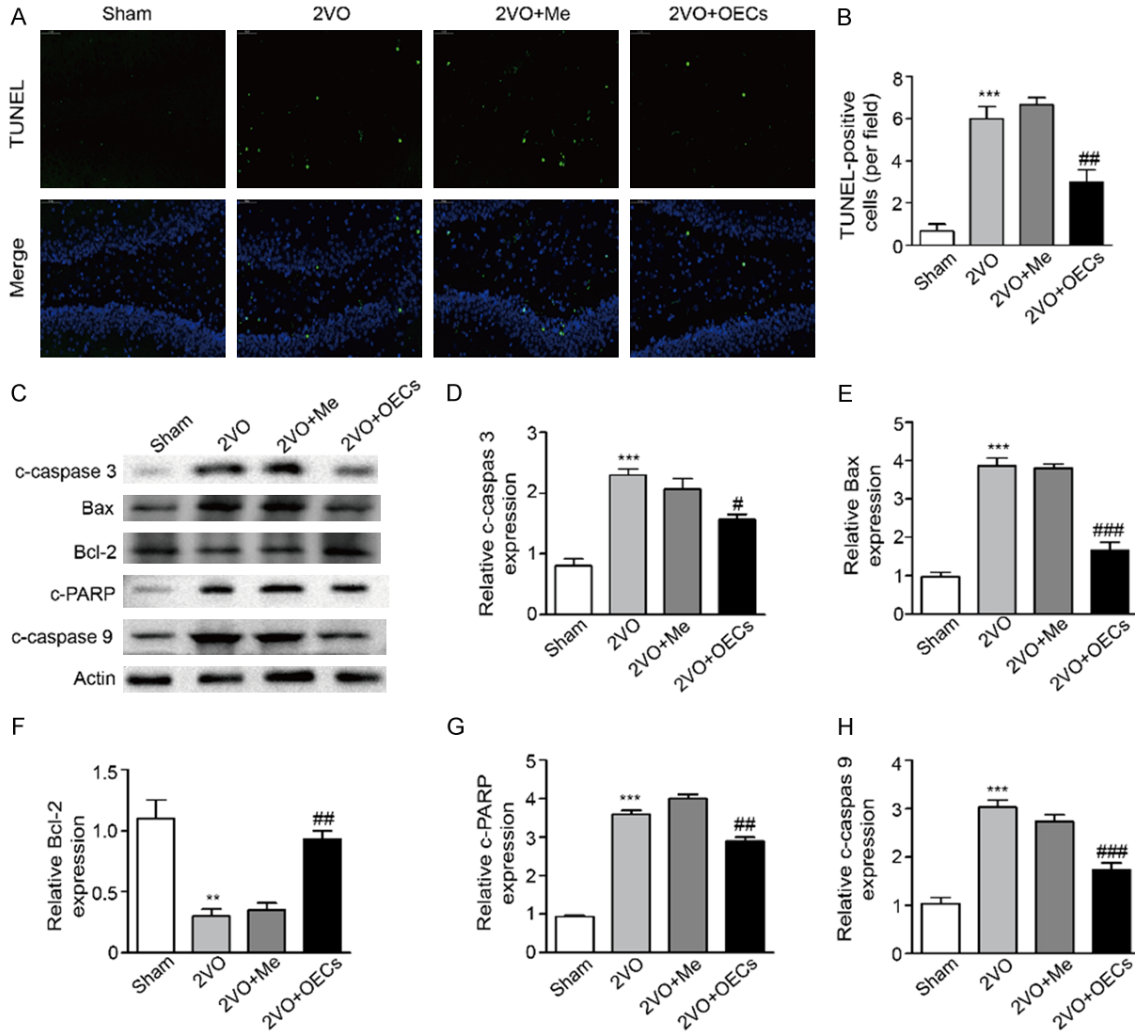 A
Sham
2VO
2VO+Me
2VO+OECs
TUNEL
Merge
B
TUNEL-positive
cells (per field)
8
6
4
2
0
***
##
Sham
2VO
2VO+Me
2VO+OECs
C
Sham
2VO
2VO+Me
2VO+OECs
c-caspase 3
Bax
Bcl-2
c-PARP
c-caspase 9
Actin
D
Relative c-caspas 3
expression
3
2
1
0
***
#
Sham
2VO
2VO+Me
2VO+OECs
E
Relative Bax
expression
5
4
3
2
1
0
***
###
Sham
2VO
2VO+Me
2VO+OECs
F
Relative Bcl-2
expression
1.5
1.0
0.5
0
**
##
Sham
2VO
2VO+Me
2VO+OECs
G
Relative c-PARP
expression
5
4
3
2
1
0
***
##
Sham
2VO
2VO+Me
2VO+OECs
H
Relative c-caspas 9
expression
4
3
2
1
0
***
###
Sham
2VO
2VO+Me
2VO+OECs